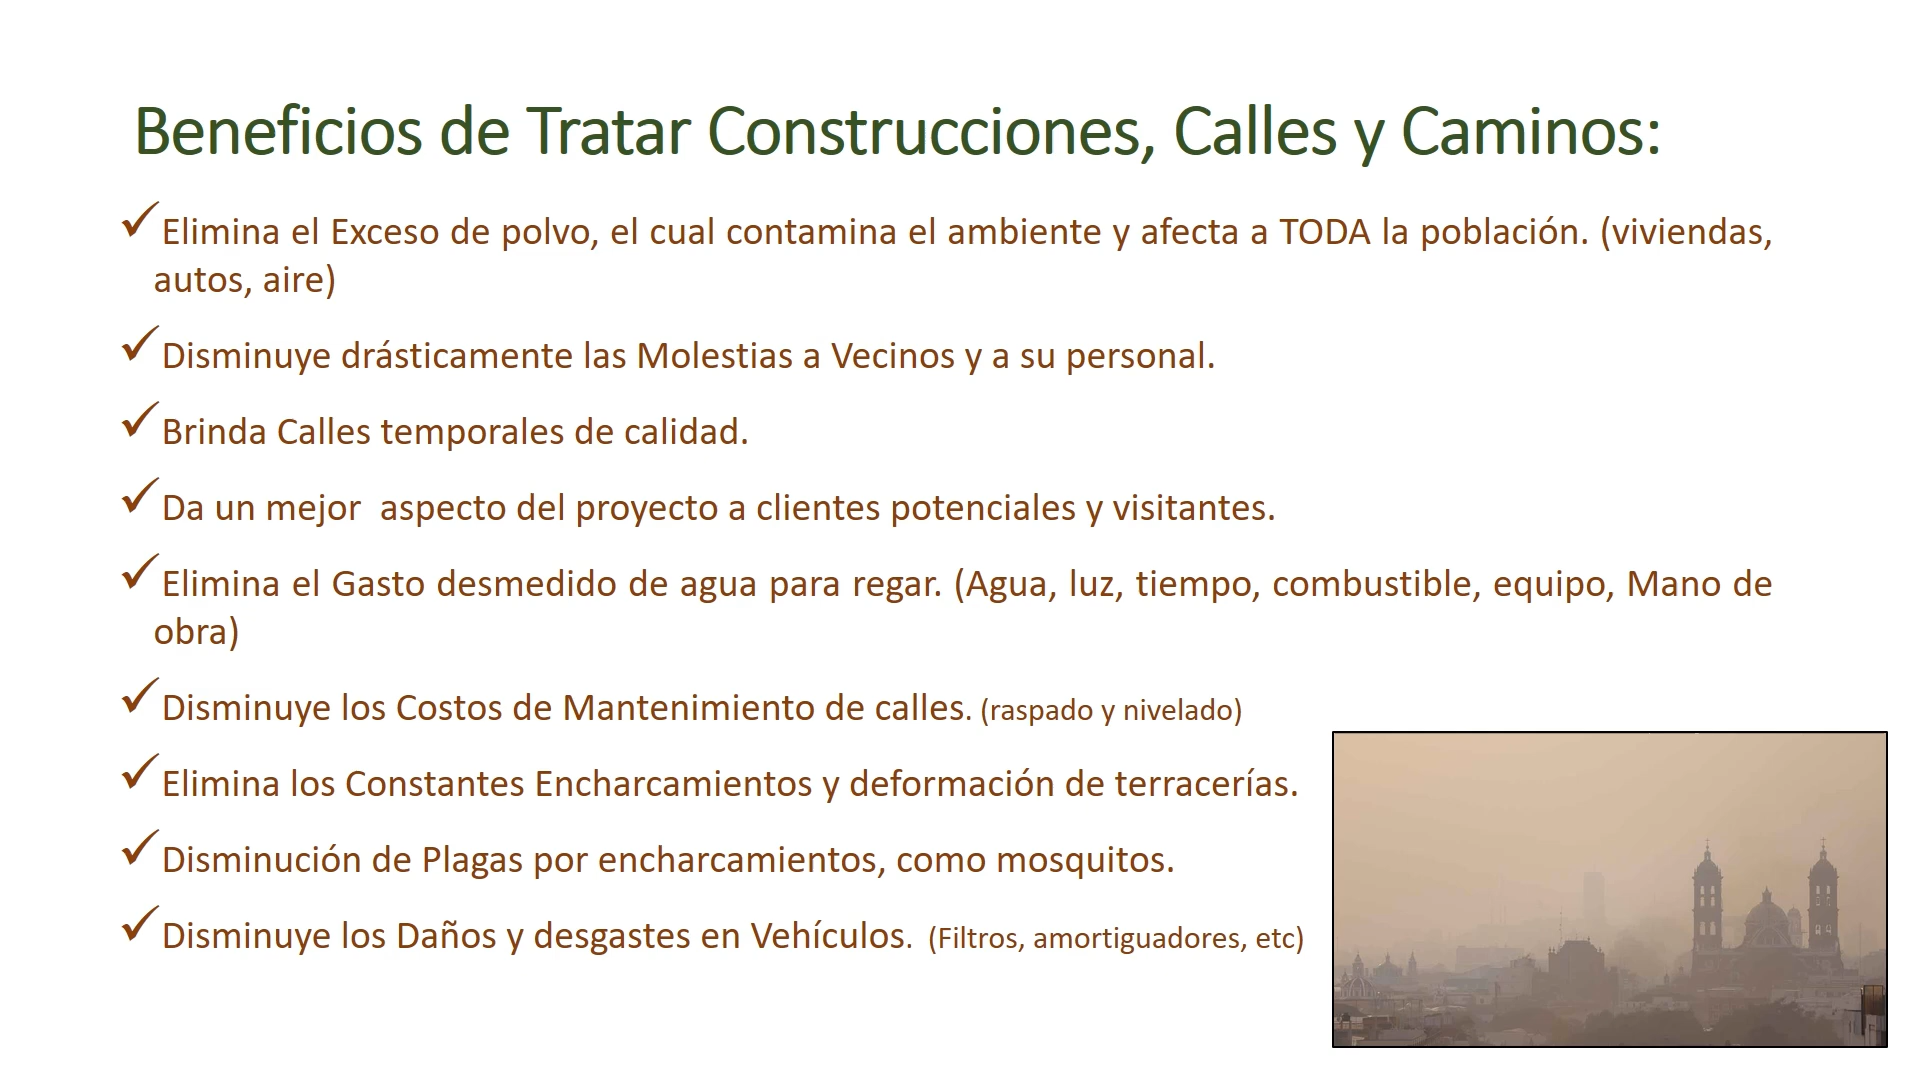 Beneficios de Tratar Construcciones, Calles y Caminos:
✓Elimina el Exceso de polvo, el cual contamina el ambiente y afecta a TODA la población. (viviendas,
autos, aire)
✓Disminuye drásticamente las Molestias a Vecinos y a su personal.
✓Brinda Calles temporales de calidad.
✓Da un mejor  aspecto del proyecto a clientes potenciales y visitantes.
✓Elimina el Gasto desmedido de agua para regar. (Agua, luz, tiempo, combustible, equipo, Mano de
obra)
✓Disminuye los Costos de Mantenimiento de calles. (raspado y nivelado)
✓Elimina los Constantes Encharcamientos y deformación de terracerías.
✓Disminución de Plagas por encharcamientos, como mosquitos.
✓Disminuye los Daños y desgastes en Vehículos.  (Filtros, amortiguadores, etc)